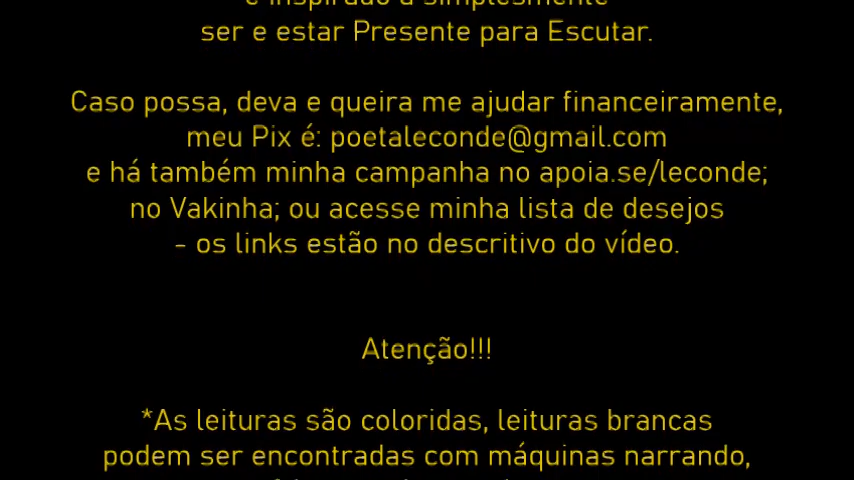 e inspirado a simplesmente
ser e estar Presente para Escutar.
Caso possa, deva e queira me ajudar financeiramente,
meu Pix é: poetaleconde@gmail.com
e há também minha campanha no apoia.se/leconde;
no Vakinha; ou acesse minha lista de desejos
- os links estão no descritivo do vídeo.
Atenção!!!
*As leituras são coloridas, leituras brancas
podem ser encontradas com máquinas narrando,